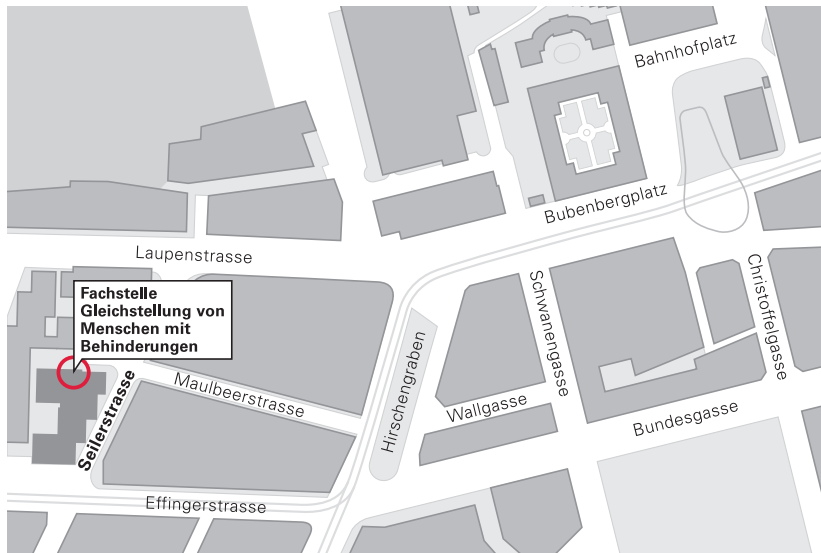 Bahnhofplatz
Bubenbergplatz
Laupenstrasse
Fachstelle
Gleichstellung von
Menschen mit
Behinderungen
Schwanengasse
Christoffelgasse
Hirschengraben
Maulbeerstrasse
Seilerstrasse
Wallgasse
Bundesgasse
Effingerstrasse